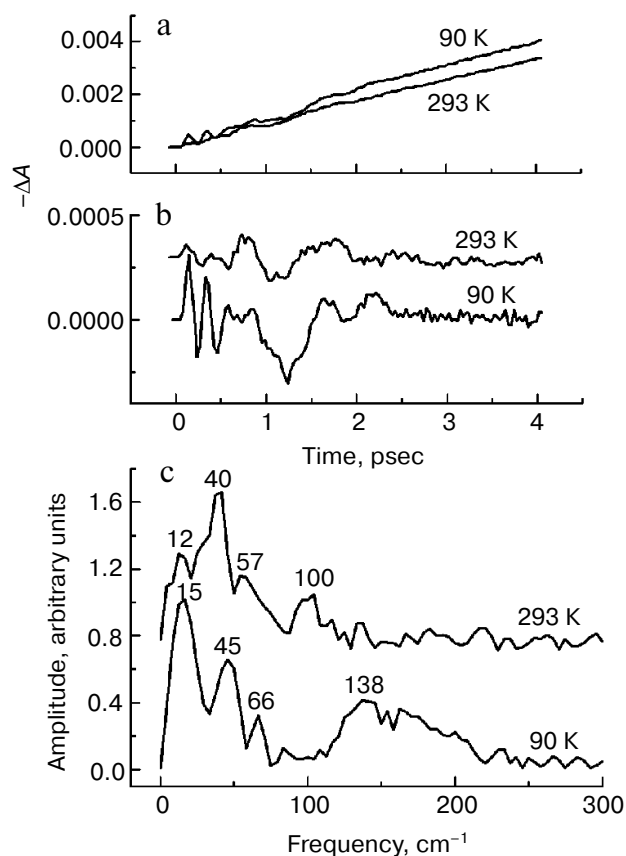 a
0.004
90 K
0.002
293 K
0.000
−ΔA
b
0.0005
293 K
90 K
0.0000
0 1 2 3 4
Time, psec
c
40
1.6
12
57
1.2
15
100
293 K
0.8
45
138
0.4
66
90 K
0.0
Amplitude, arbitrary units
0 100 200 300
Frequency, cm⁻¹